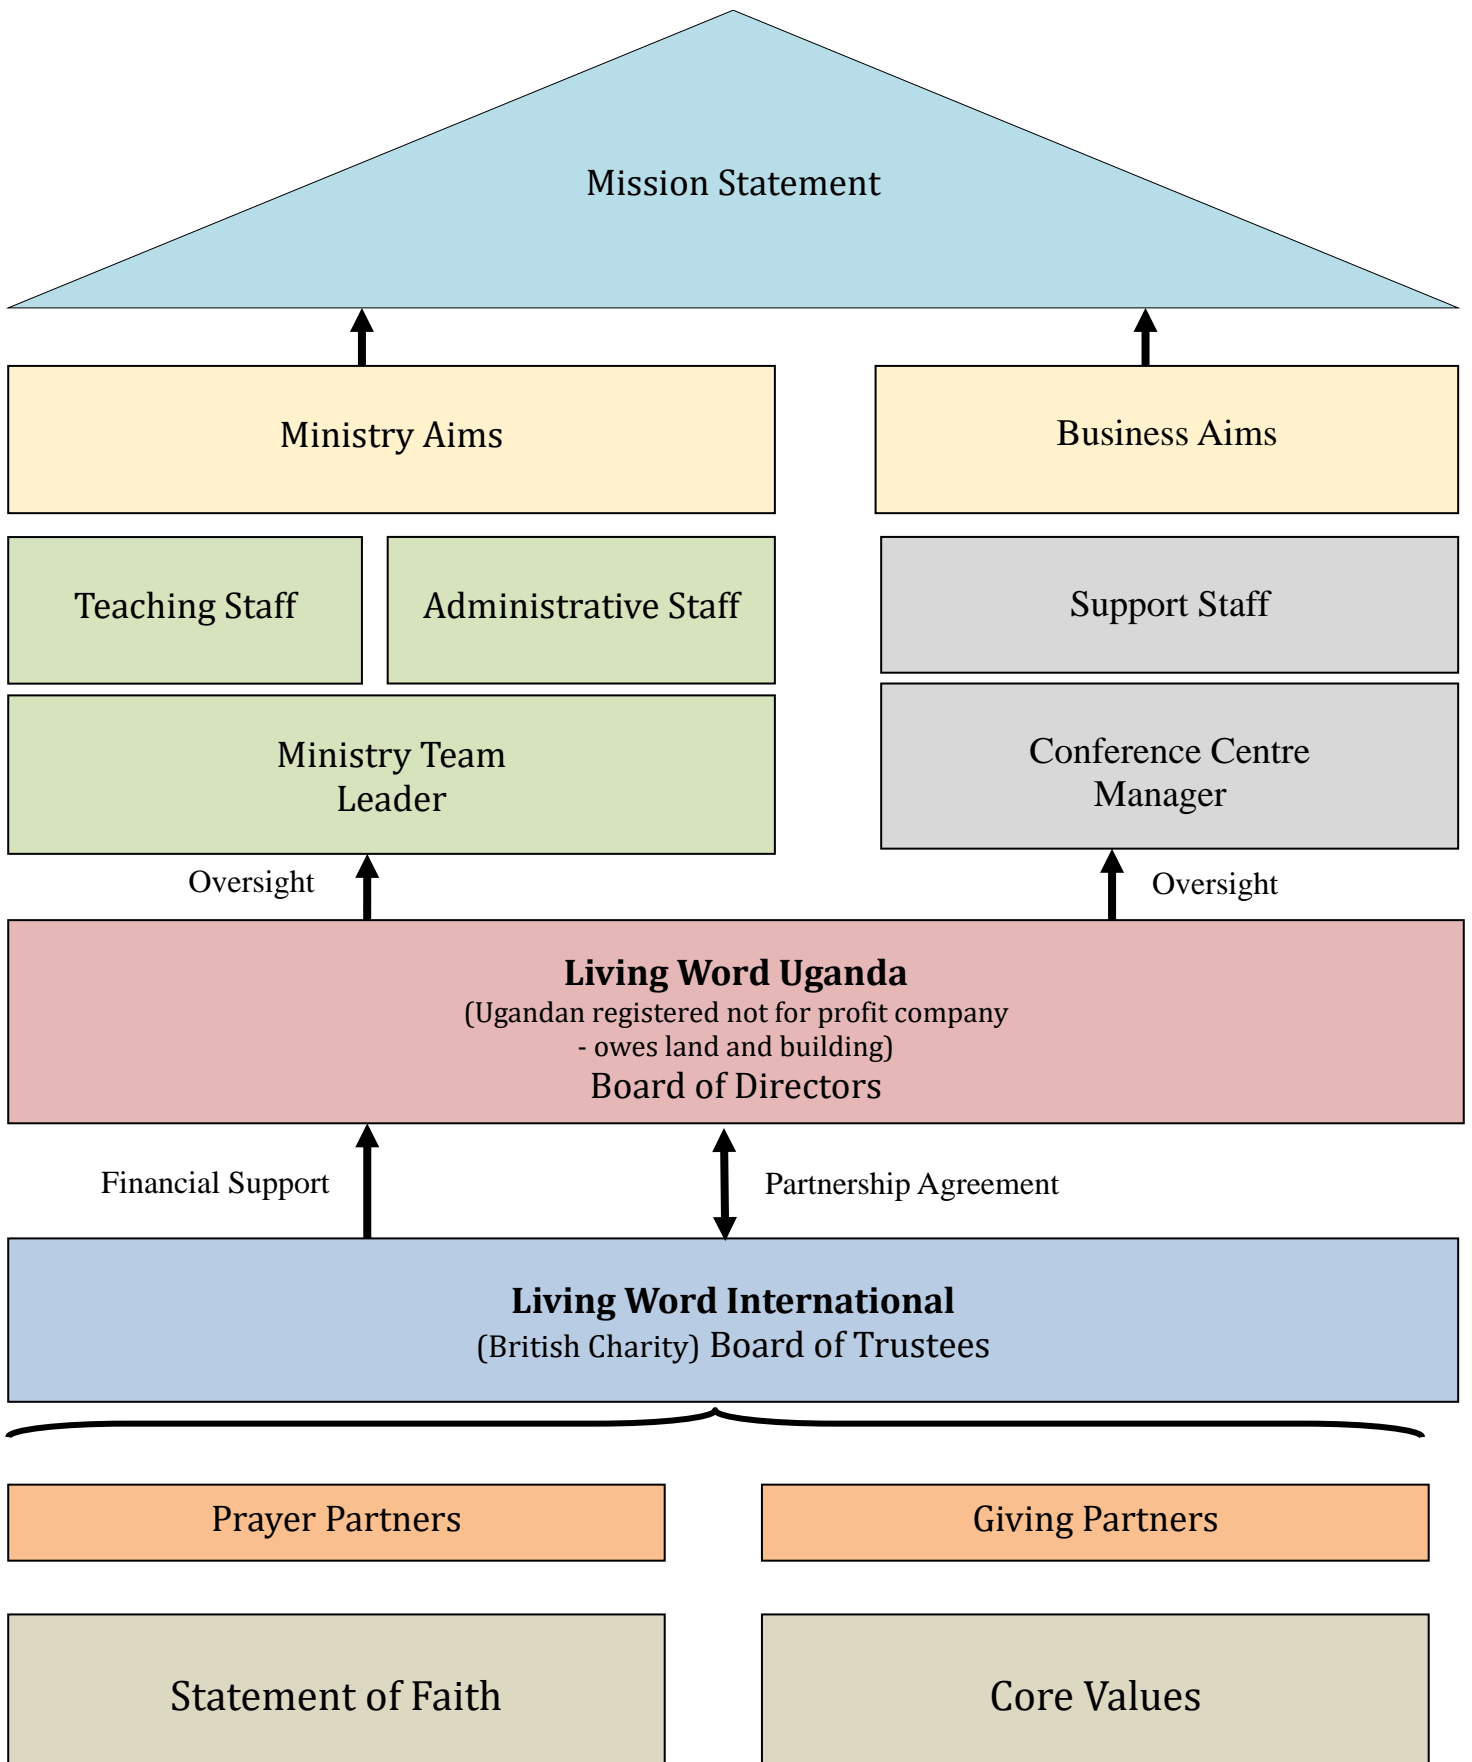 Mission Statement
Ministry Aims
Business Aims
Teaching Staff
Administrative Staff
Support Staff
Ministry Team
Leader
Conference Centre
Manager
Oversight
Oversight
Living Word Uganda
(Ugandan registered not for profit company
- owes land and building)
Board of Directors
Financial Support
Partnership Agreement
Living Word International
(British Charity) Board of Trustees
Prayer Partners
Giving Partners
Statement of Faith
Core Values